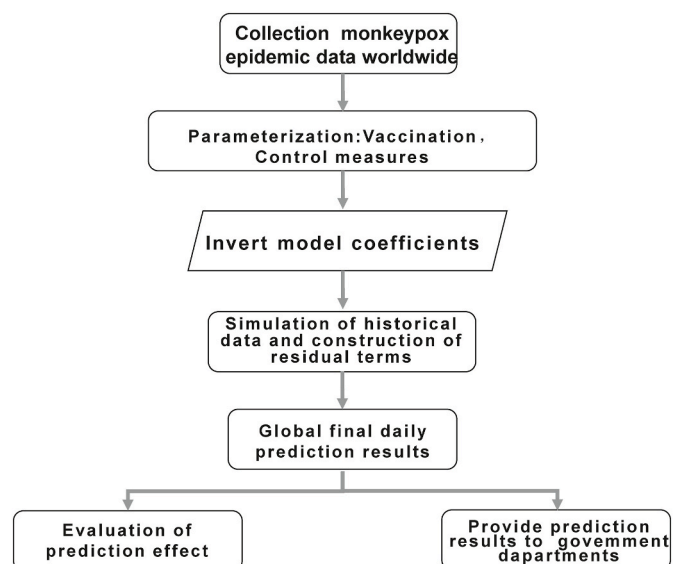 Collection monkeypox
epidemic data worldwide
Parameterization:Vaccination，
Control measures
Invert model coefficients
Simulation of historical
data and construction of
residual terms
Global final daily
prediction results
Evaluation of
prediction effect
Provide prediction
results to govemment
dapartments